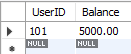 UserID Balance
101 5000.00
NULL NULL